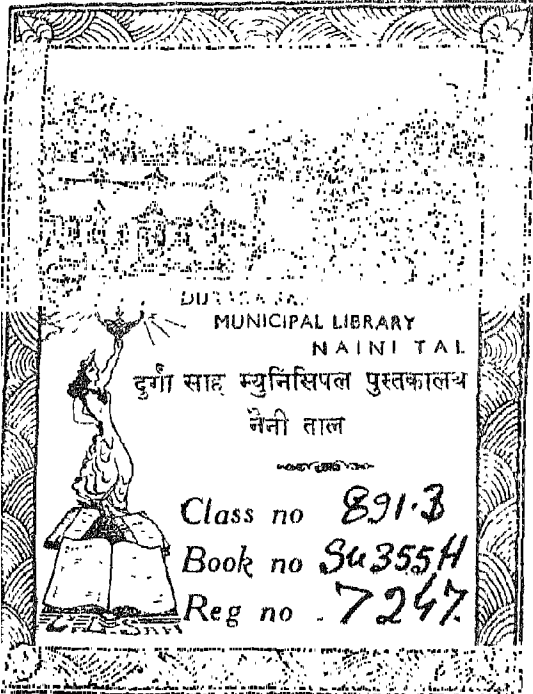 MUNICIPAL LIBRARY
NAINI TAL
दुर्गा साह म्युनिसिपल पुस्तकालय
नैनी ताल
Class no 891.3
Book no Su355H
Reg no . 7247.